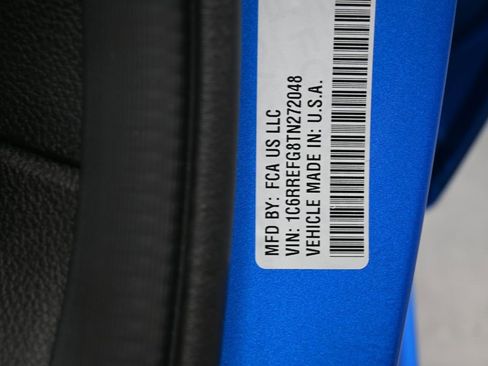 MFD BY: FCA US LLC
VIN: 1C6RREFG8TN272048
VEHICLE MADE IN: U.S.A.